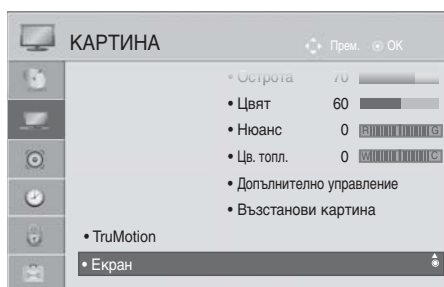 КАРТИНА
Прем. OK
• Острота 70
• Цвят 60
• Нюанс 0 R G
• Цв. топл. 0 W C
• Допълнително управление
• Възстанови картина
• TruMotion
• Екран